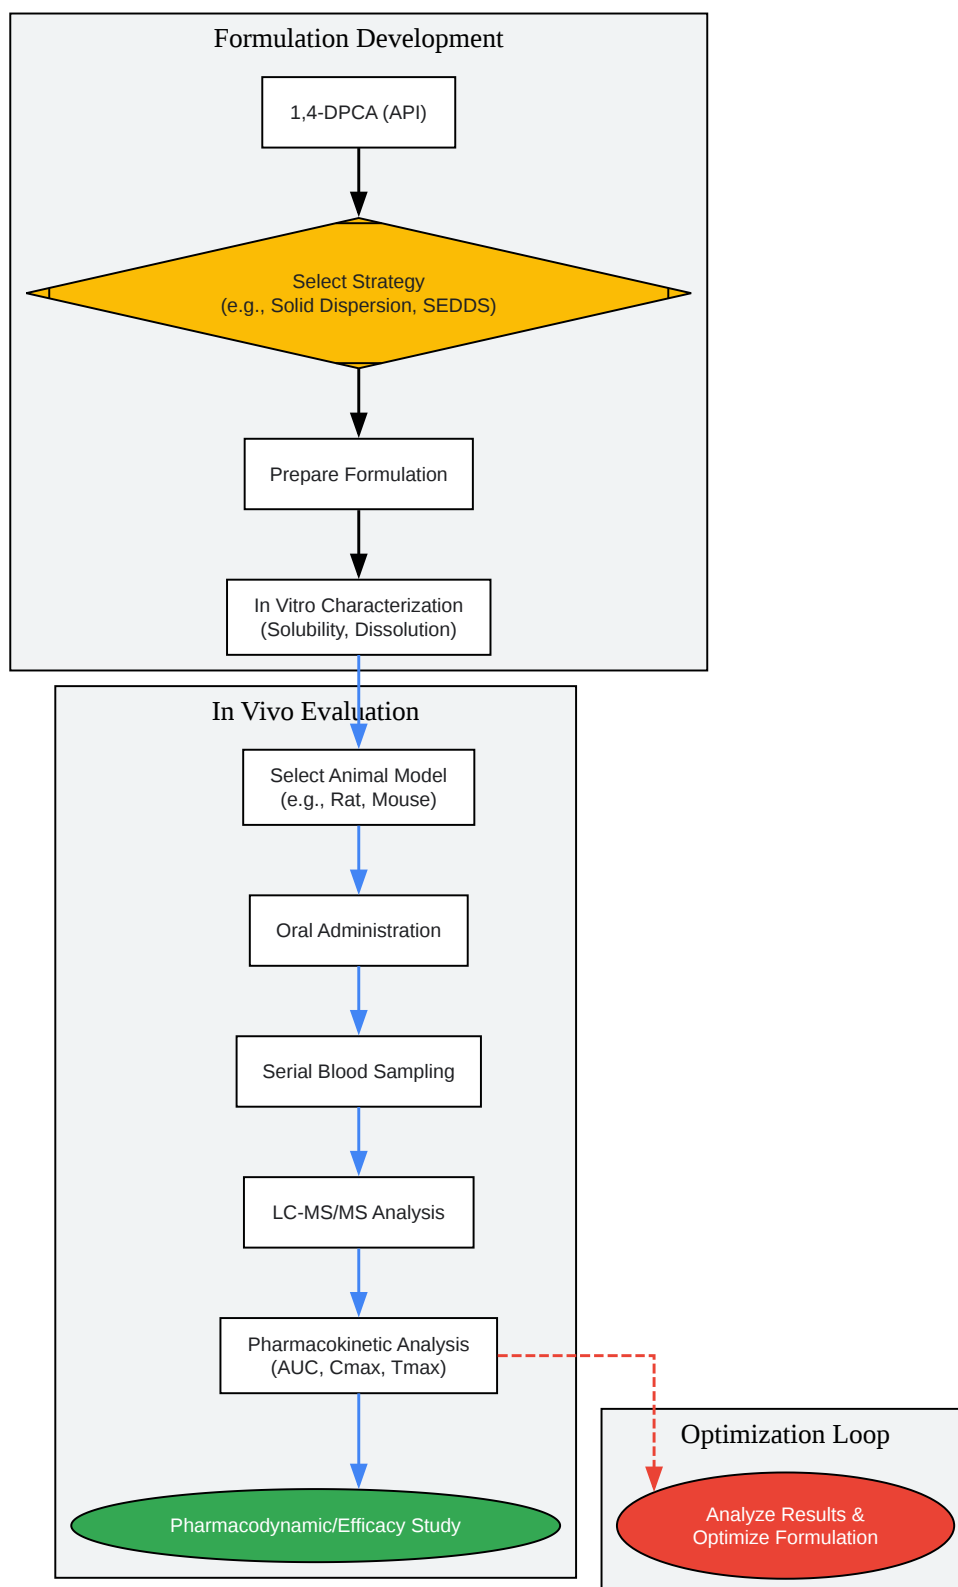 Formulation Development
1,4-DPCA (API)
Select Strategy
(e.g., Solid Dispersion, SEDDS)
Prepare Formulation
In Vitro Characterization
(Solubility, Dissolution)
In Vivo Evaluation
Select Animal Model
(e.g., Rat, Mouse)
Oral Administration
Serial Blood Sampling
LC-MS/MS Analysis
Pharmacokinetic Analysis
(AUC, Cmax, Tmax)
Pharmacodynamic/Efficacy Study
Optimization Loop
Analyze Results &
Optimize Formulation